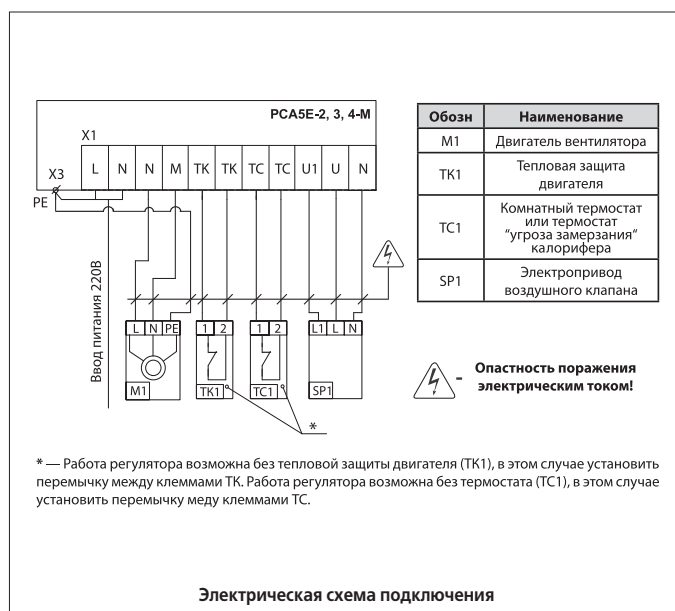 PCA5E-2, 3, 4-M
X1
L N N M TK TK TC TC U1 U N
X3
PE
Ввод питания 220В
L N PE 1 2 1 2 L1 L N
M1 TK1 TC1 SP1
*
Обозн Наименование
M1 Двигатель вентилятора
TK1 Тепловая защита
двигателя
TC1 Комнатный термостат
или термостат
“угроза замерзания“
калорифера
SP1 Электропривод
воздушного клапана
- Опасность поражения
электрическим током!
* — Работа регулятора возможна без тепловой защиты двигателя (TK1), в этом случае установить
перемычку между клеммами TK. Работа регулятора возможна без термостата (TC1), в этом случае
установить перемычку меду клеммами TC.
Электрическая схема подключения